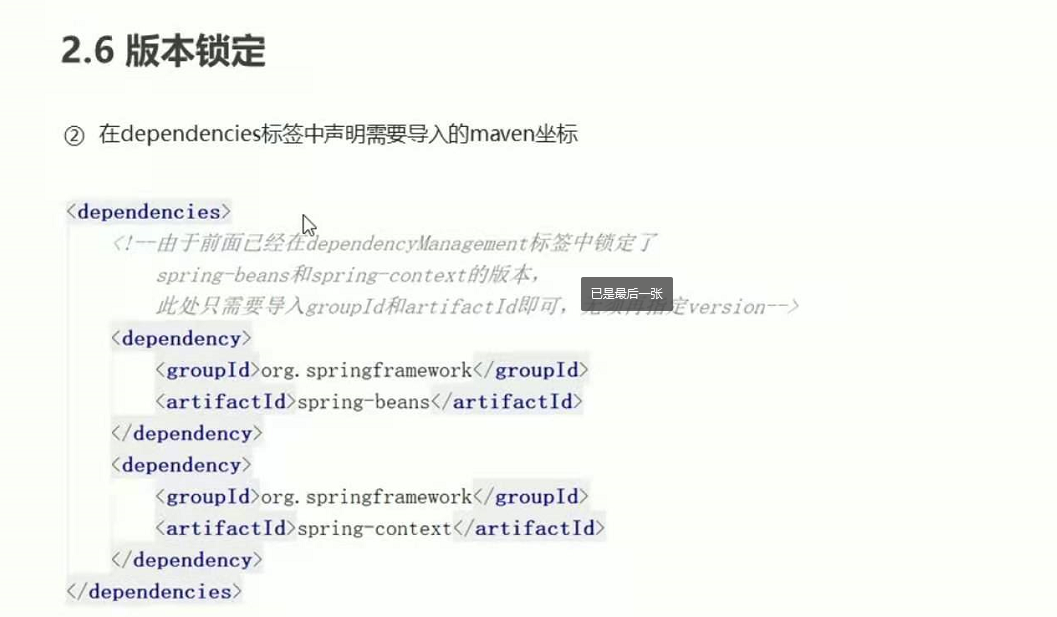 2.6 版本锁定
② 在dependencies标签中声明需要导入的maven坐标
<dependencies>
<!--由于前面已经在dependencyManagement标签中锁定了
spring-beans和spring-context的版本，
已是最后一张
此处只需要导入groupId和artifactId即可，定version-->
<dependency>
<groupId>org.springframework</groupId>
<artifactId>spring-beans</artifactId>
</dependency>
<dependency>
<groupId>org.springframework</groupId>
<artifactId>spring-context</artifactId>
</dependency>
</dependencies>